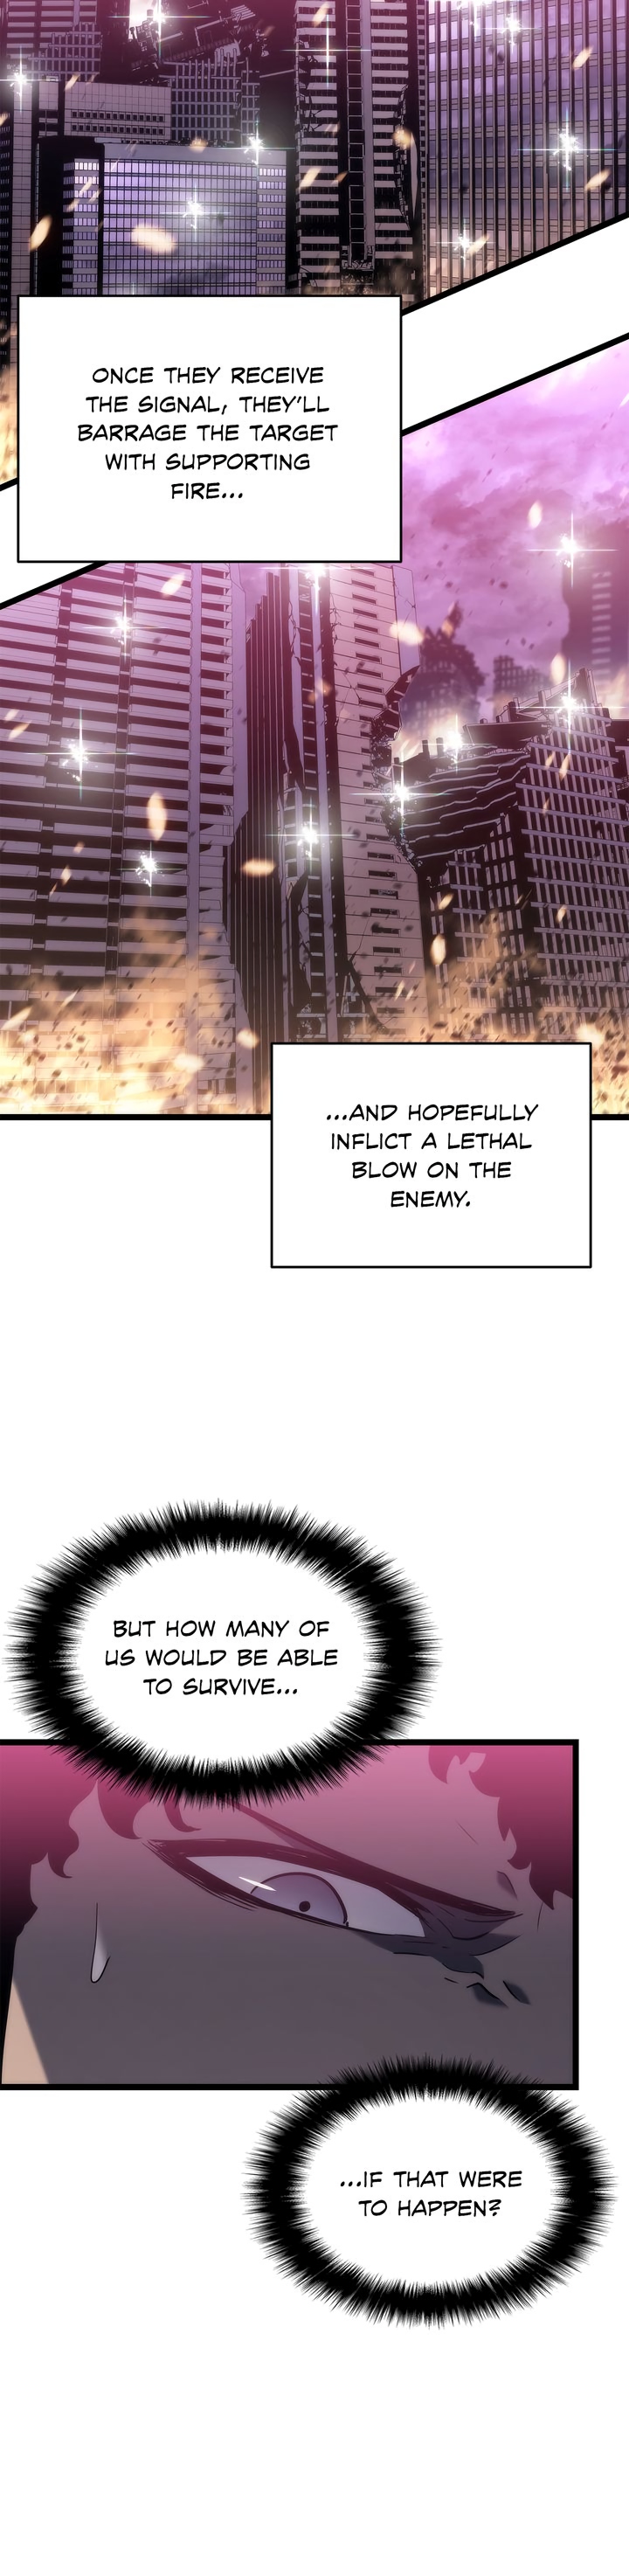 ONCE THEY RECEIVE
THE SIGNAL, THEY'LL
BARRAGE THE TARGET
WITH SUPPORTING
FIRE...
...AND HOPEFULLY
INFLICT A LETHAL
BLOW ON THE
ENEMY.
BUT HOW MANY OF
US WOULD BE ABLE
TO SURVIVE...
...IF THAT WERE
TO HAPPEN?